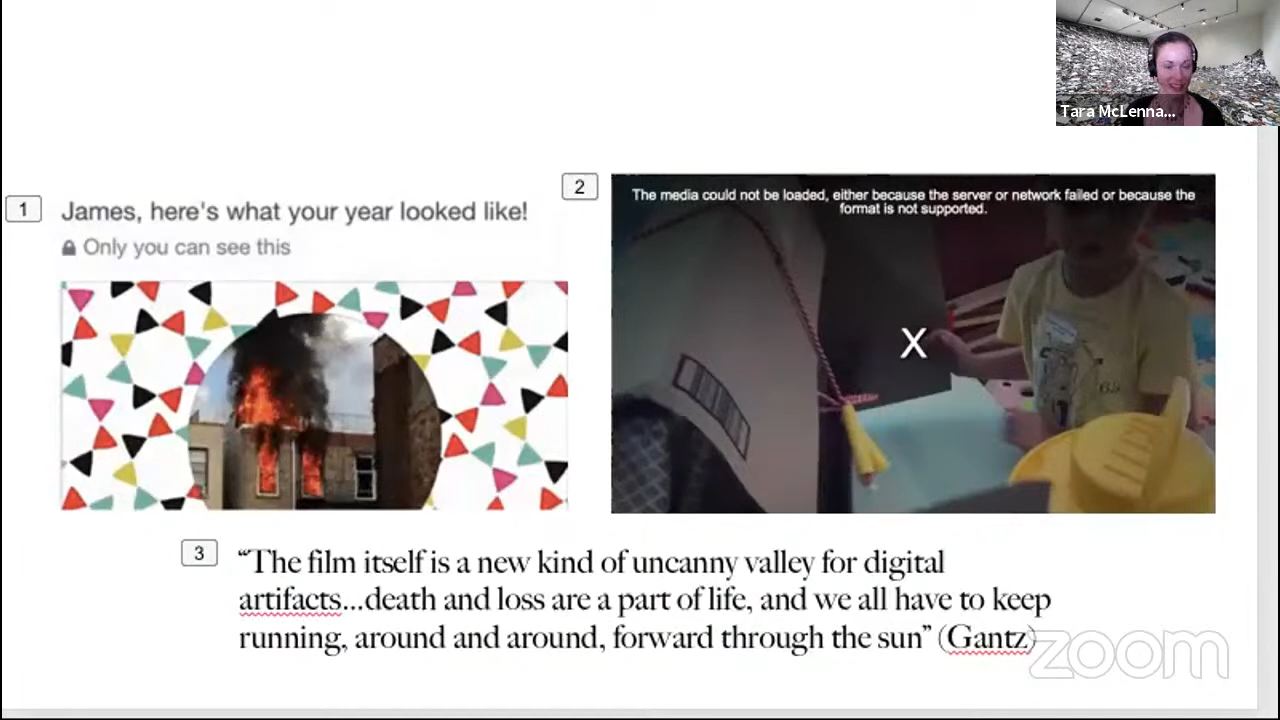 Tara McLenna...
1
James, here's what your year looked like!
Only you can see this
2
The media could not be loaded, either because the server or network failed or because the
format is not supported.
X
3
“The film itself is a new kind of uncanny valley for digital
artifacts...death and loss are a part of life, and we all have to keep
running, around and around, forward through the sun” (Gantz)
zoom